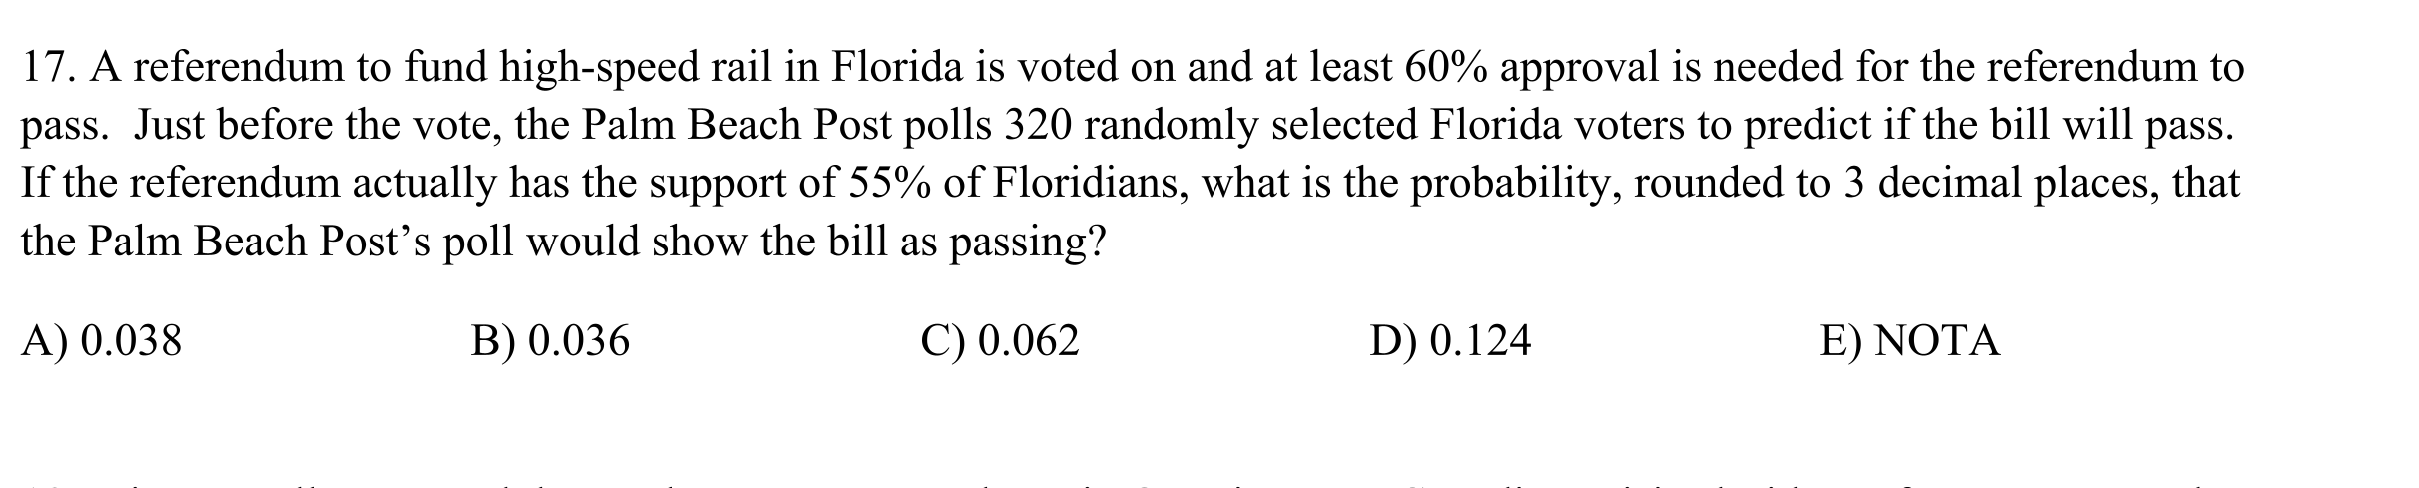 17. A referendum to fund high-speed rail in Florida is voted on and at least 60% approval is needed for the referendum to
pass.  Just before the vote, the Palm Beach Post polls 320 randomly selected Florida voters to predict if the bill will pass.
If the referendum actually has the support of 55% of Floridians, what is the probability, rounded to 3 decimal places, that
the Palm Beach Post’s poll would show the bill as passing?
A) 0.038 B) 0.036 C) 0.062 D) 0.124 E) NOTA